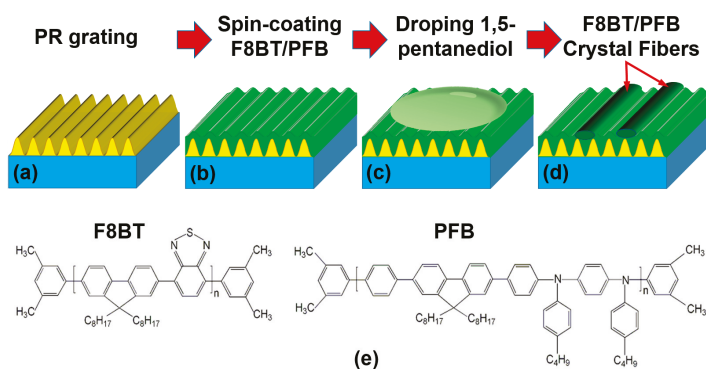 PR grating
Spin-coating
F8BT/PFB
Droping 1,5-
pentanediol
F8BT/PFB
Crystal Fibers
(a)
(b)
(c)
(d)
F8BT
PFB
H₃C
CH₃
N
S
N
n
H₃C
CH₃
C₈H₁₇
C₈H₁₇
H₃C
CH₃
N
N
n
H₃C
CH₃
C₈H₁₇
C₈H₁₇
C₄H₉
C₄H₉
(e)